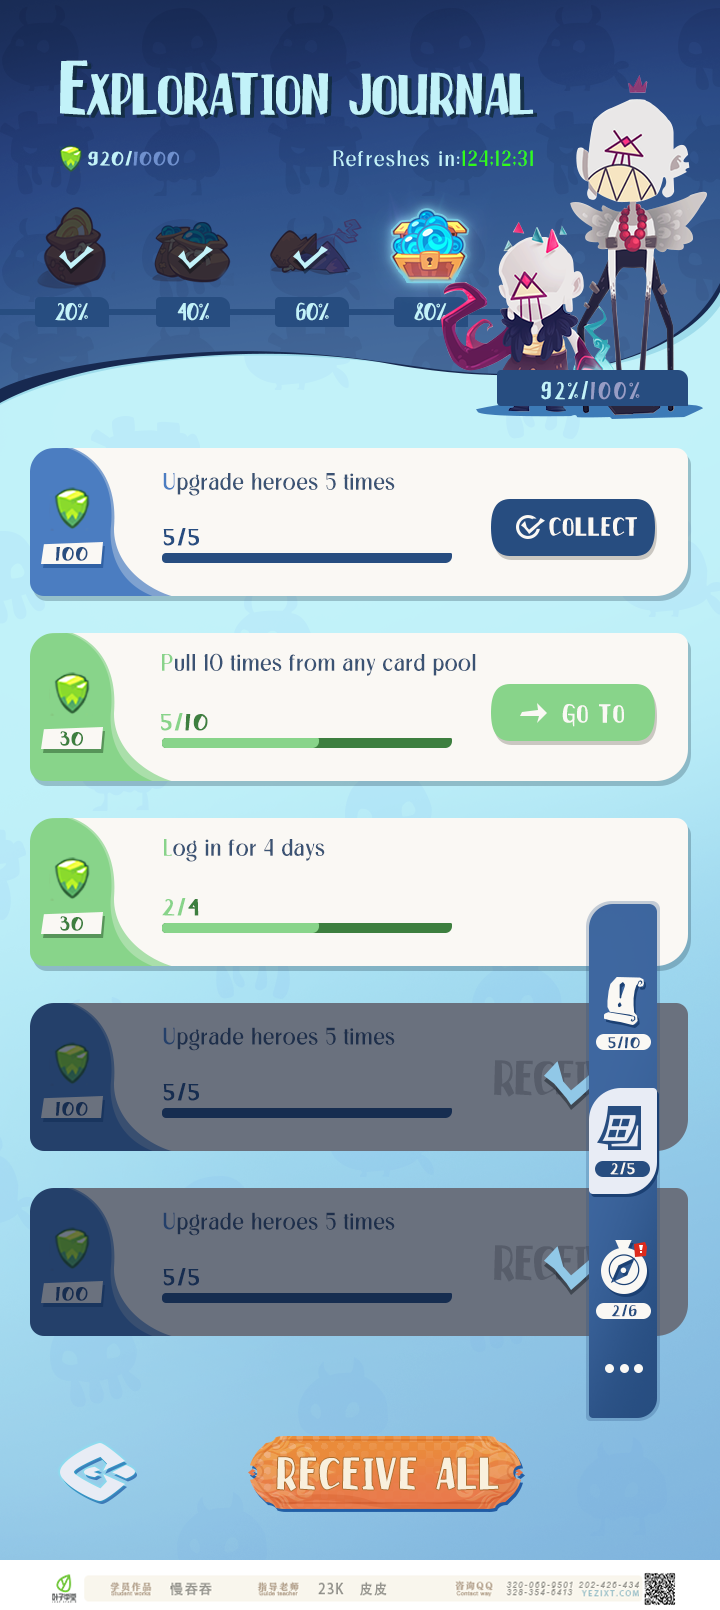 EXPLORATION JOURNAL
920/1000
Refreshes in:124:12:31
20%
40%
60%
80%
92%/100%
Upgrade heroes 5 times
5/5
100
COLLECT
Pull 10 times from any card pool
5/10
30
GO TO
Log in for 4 days
2/4
30
5/10
Upgrade heroes 5 times
5/5
100
2/5
Upgrade heroes 5 times
5/5
100
2/6
RECEIVE ALL
叶子中灵
学员作品
Student works
慢吞吞
指导老师
Guide teacher
23K 皮皮
咨询QQ
Contact way
320-069-9501 202-426-434
328-354-6413 YEZIXT.COM